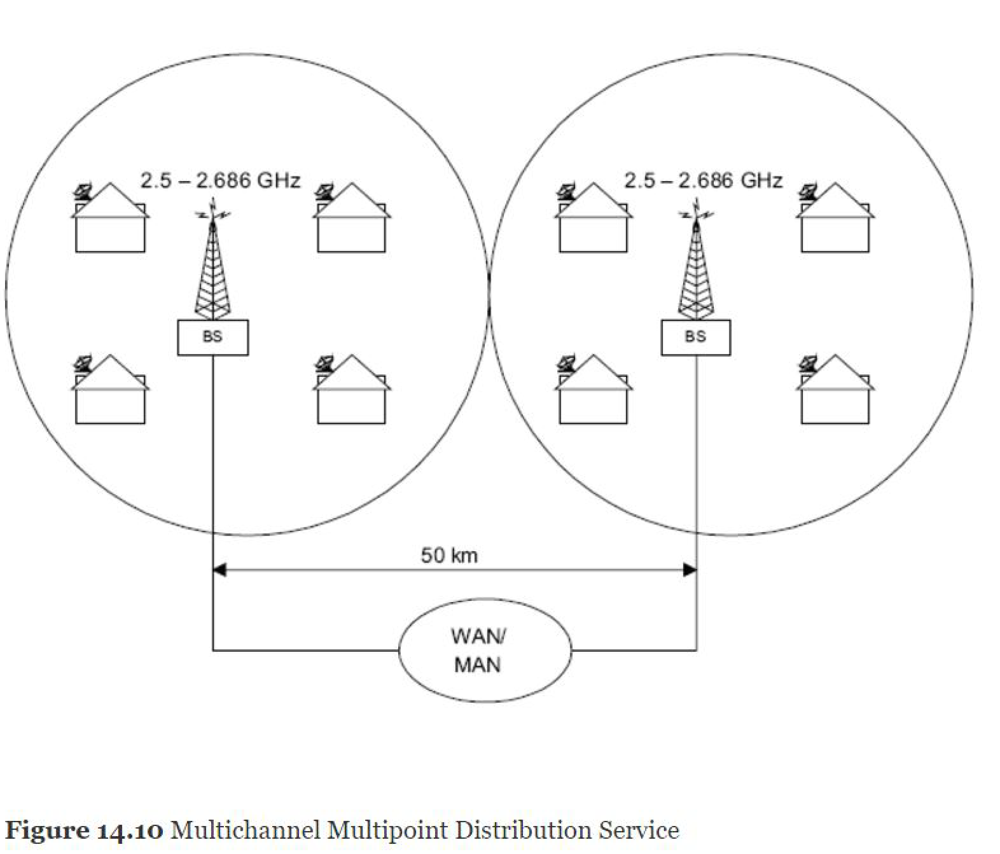 2.5 – 2.686 GHz
2.5 – 2.686 GHz
BS
BS
50 km
WAN/
MAN
Figure 14.10 Multichannel Multipoint Distribution Service